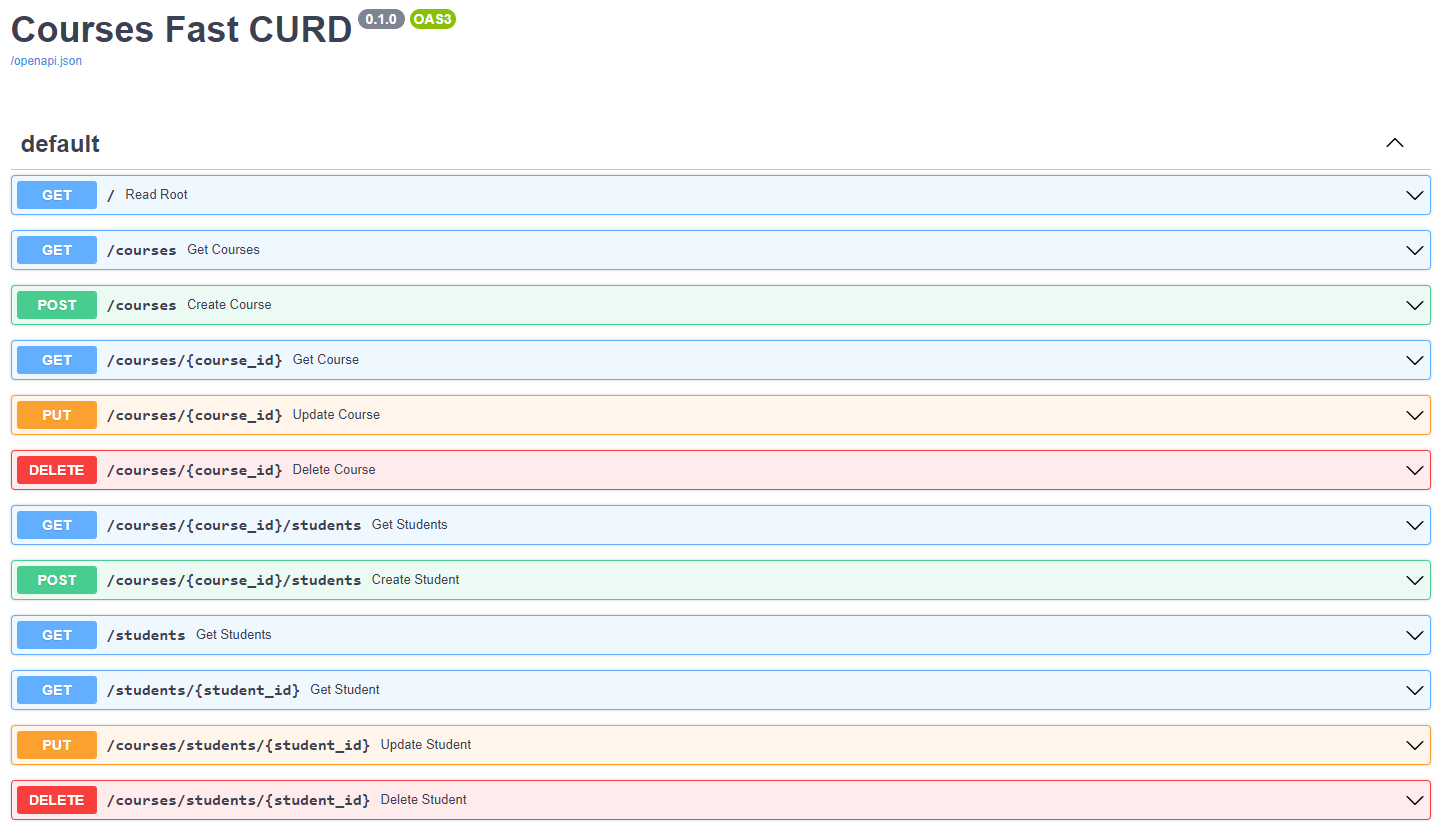 Courses Fast CURD 0.1.0 OAS3
/openapi.json
default
GET / Read Root
GET /courses Get Courses
POST /courses Create Course
GET /courses/{course_id} Get Course
PUT /courses/{course_id} Update Course
DELETE /courses/{course_id} Delete Course
GET /courses/{course_id}/students Get Students
POST /courses/{course_id}/students Create Student
GET /students Get Students
GET /students/{student_id} Get Student
PUT /courses/students/{student_id} Update Student
DELETE /courses/students/{student_id} Delete Student